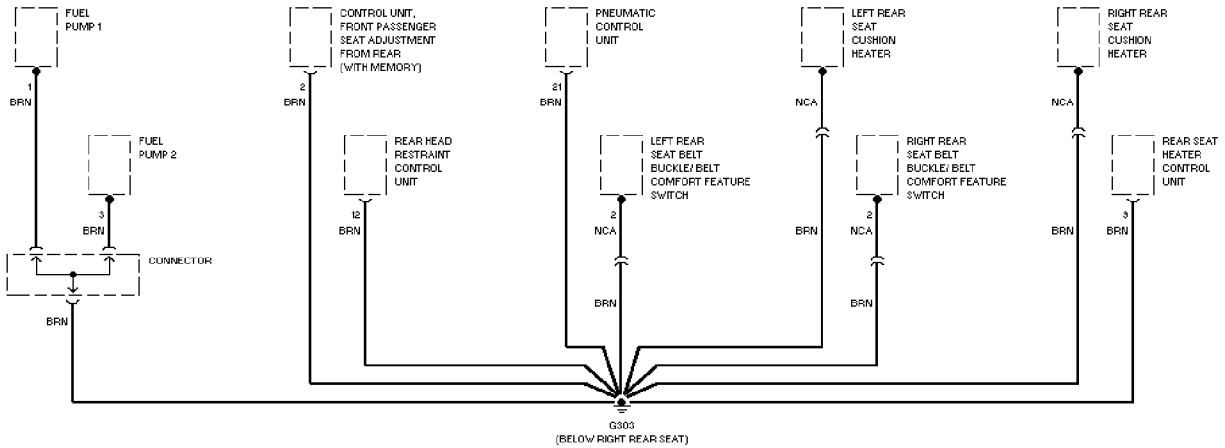 FUEL
PUMP 1
CONTROL UNIT,
FRONT PASSENGER
SEAT ADJUSTMENT
FROM REAR
(WITH MEMORY)
PNEUMATIC
CONTROL
UNIT
LEFT REAR
SEAT
CUSHION
HEATER
RIGHT REAR
SEAT
CUSHION
HEATER
1
BRN
2
BRN
21
BRN
NCA
NCA
FUEL
PUMP 2
REAR HEAD
RESTRAINT
CONTROL
UNIT
LEFT REAR
SEAT BELT
BUCKLE/ BELT
COMFORT FEATURE
SWITCH
RIGHT REAR
SEAT BELT
BUCKLE/ BELT
COMFORT FEATURE
SWITCH
REAR SEAT
HEATER
CONTROL
UNIT
3
BRN
12
BRN
2
NCA
BRN
2
NCA
BRN
9
BRN
CONNECTOR
BRN
BRN
BRN
G303
(BELOW RIGHT REAR SEAT)